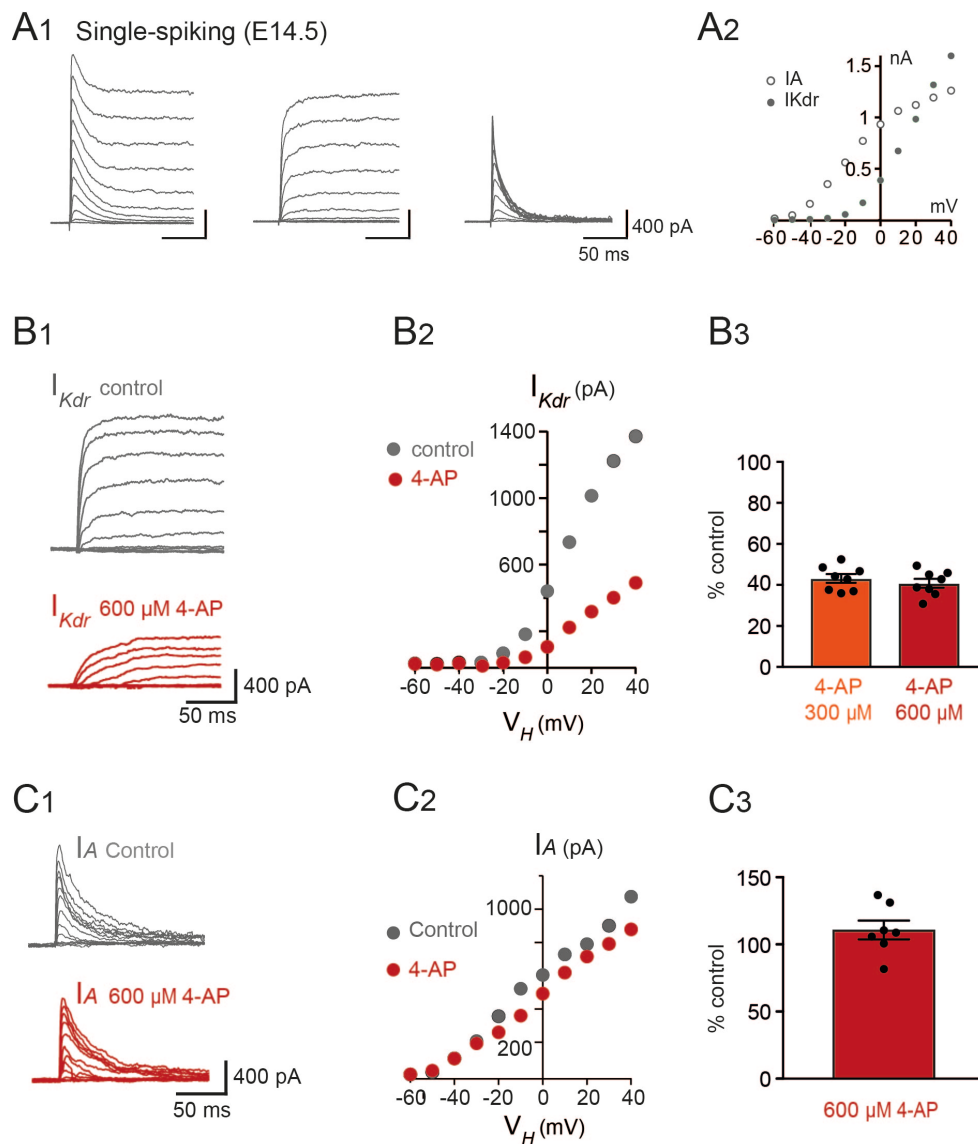 A1 Single-spiking (E14.5)
A2
nA
IA
IKdr
1.5
1
0.5
mV
-60 -40 -20 0 20 40
400 pA
50 ms
B1
B2
B3
IKdr control
IKdr (pA)
control
4-AP
1400
1000
600
-60 -40 -20 0 20 40
VH (mV)
IKdr 600 µM 4-AP
400 pA
50 ms
% control
100
80
60
40
20
0
4-AP 4-AP
300 µM 600 µM
C1
C2
C3
IA Control
IA (pA)
Control
4-AP
1000
200
-60 -40 -20 0 20 40
VH (mV)
IA 600 µM 4-AP
400 pA
50 ms
% control
150
100
50
0
600 µM 4-AP